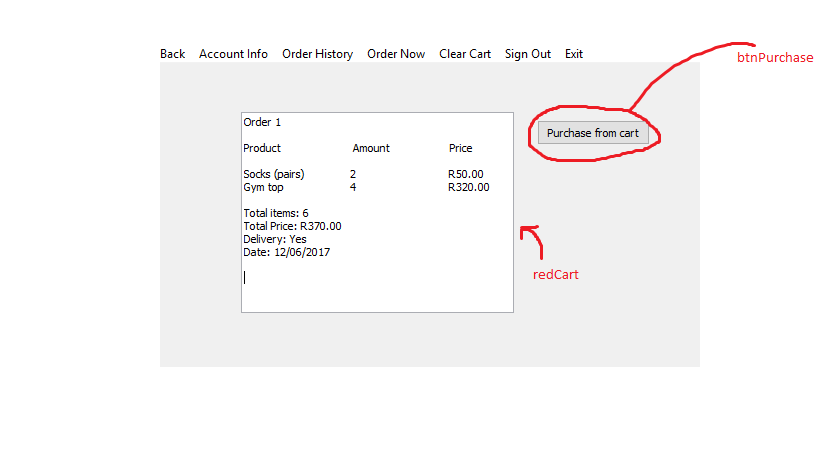 Back Account Info Order History Order Now Clear Cart Sign Out Exit
btnPurchase
Order 1
Purchase from cart
Product Amount Price
Socks (pairs) 2 R50.00
Gym top 4 R320.00
Total items: 6
Total Price: R370.00
Delivery: Yes
Date: 12/06/2017
redCart